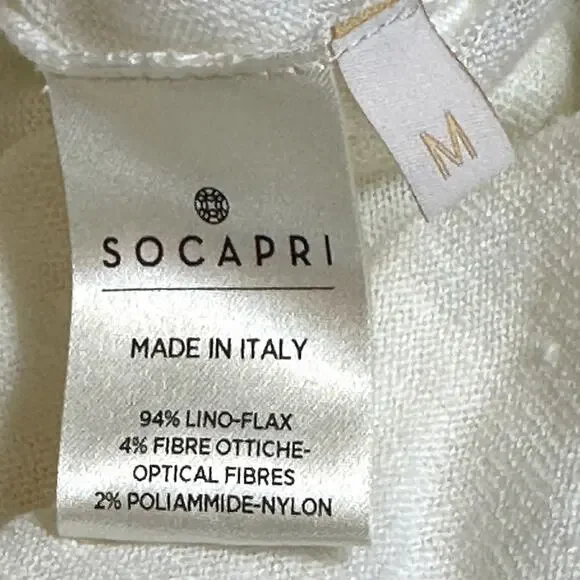 SOCAPRI
MADE IN ITALY
94% LINO-FLAX
4% FIBRE OTTICHE-
OPTICAL FIBRES
2% POLIAMMIDE-NYLON
M